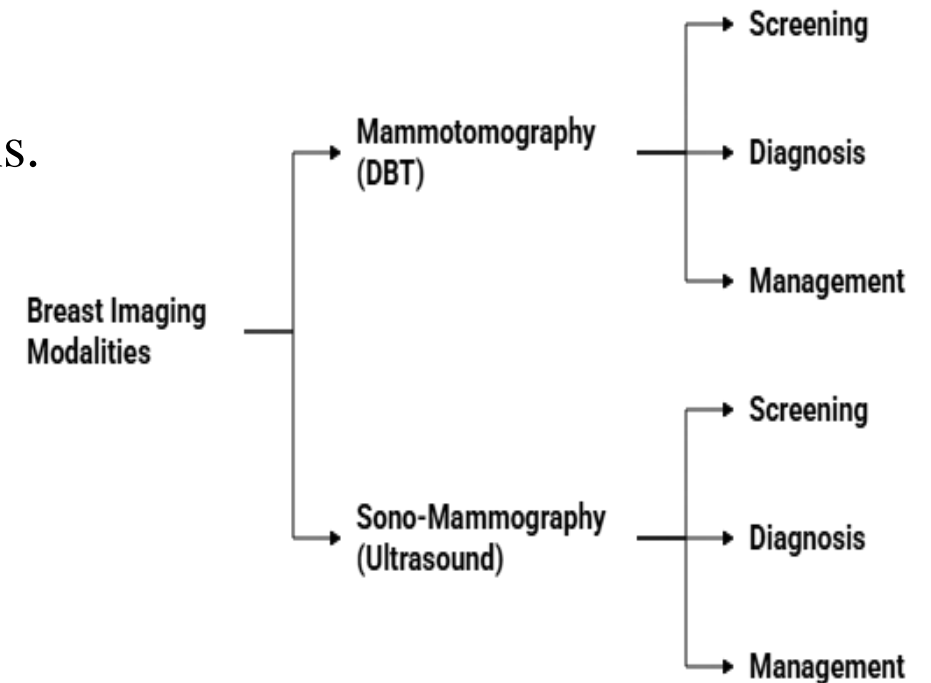 Screening
Mammotomography
(DBT)
Diagnosis
Management
Breast Imaging
Modalities
Screening
Sono-Mammography
(Ultrasound)
Diagnosis
Management